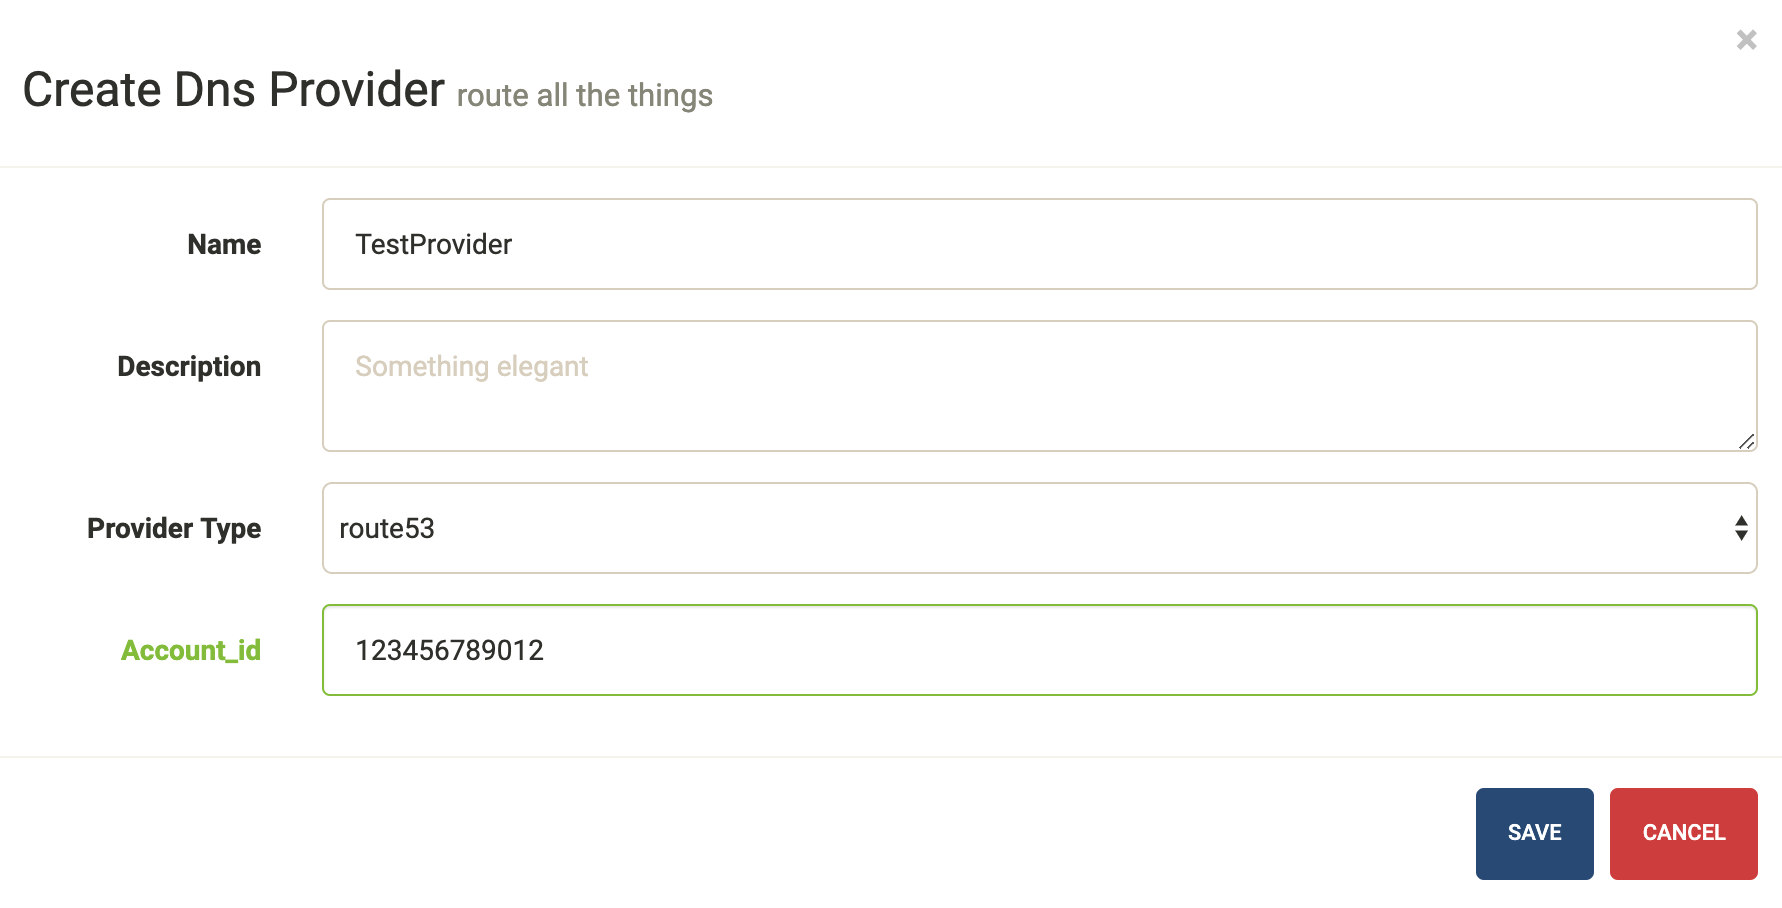 ×
Create Dns Provider route all the things
Name TestProvider
Description Something elegant
Provider Type route53
Account_id 123456789012
SAVE CANCEL